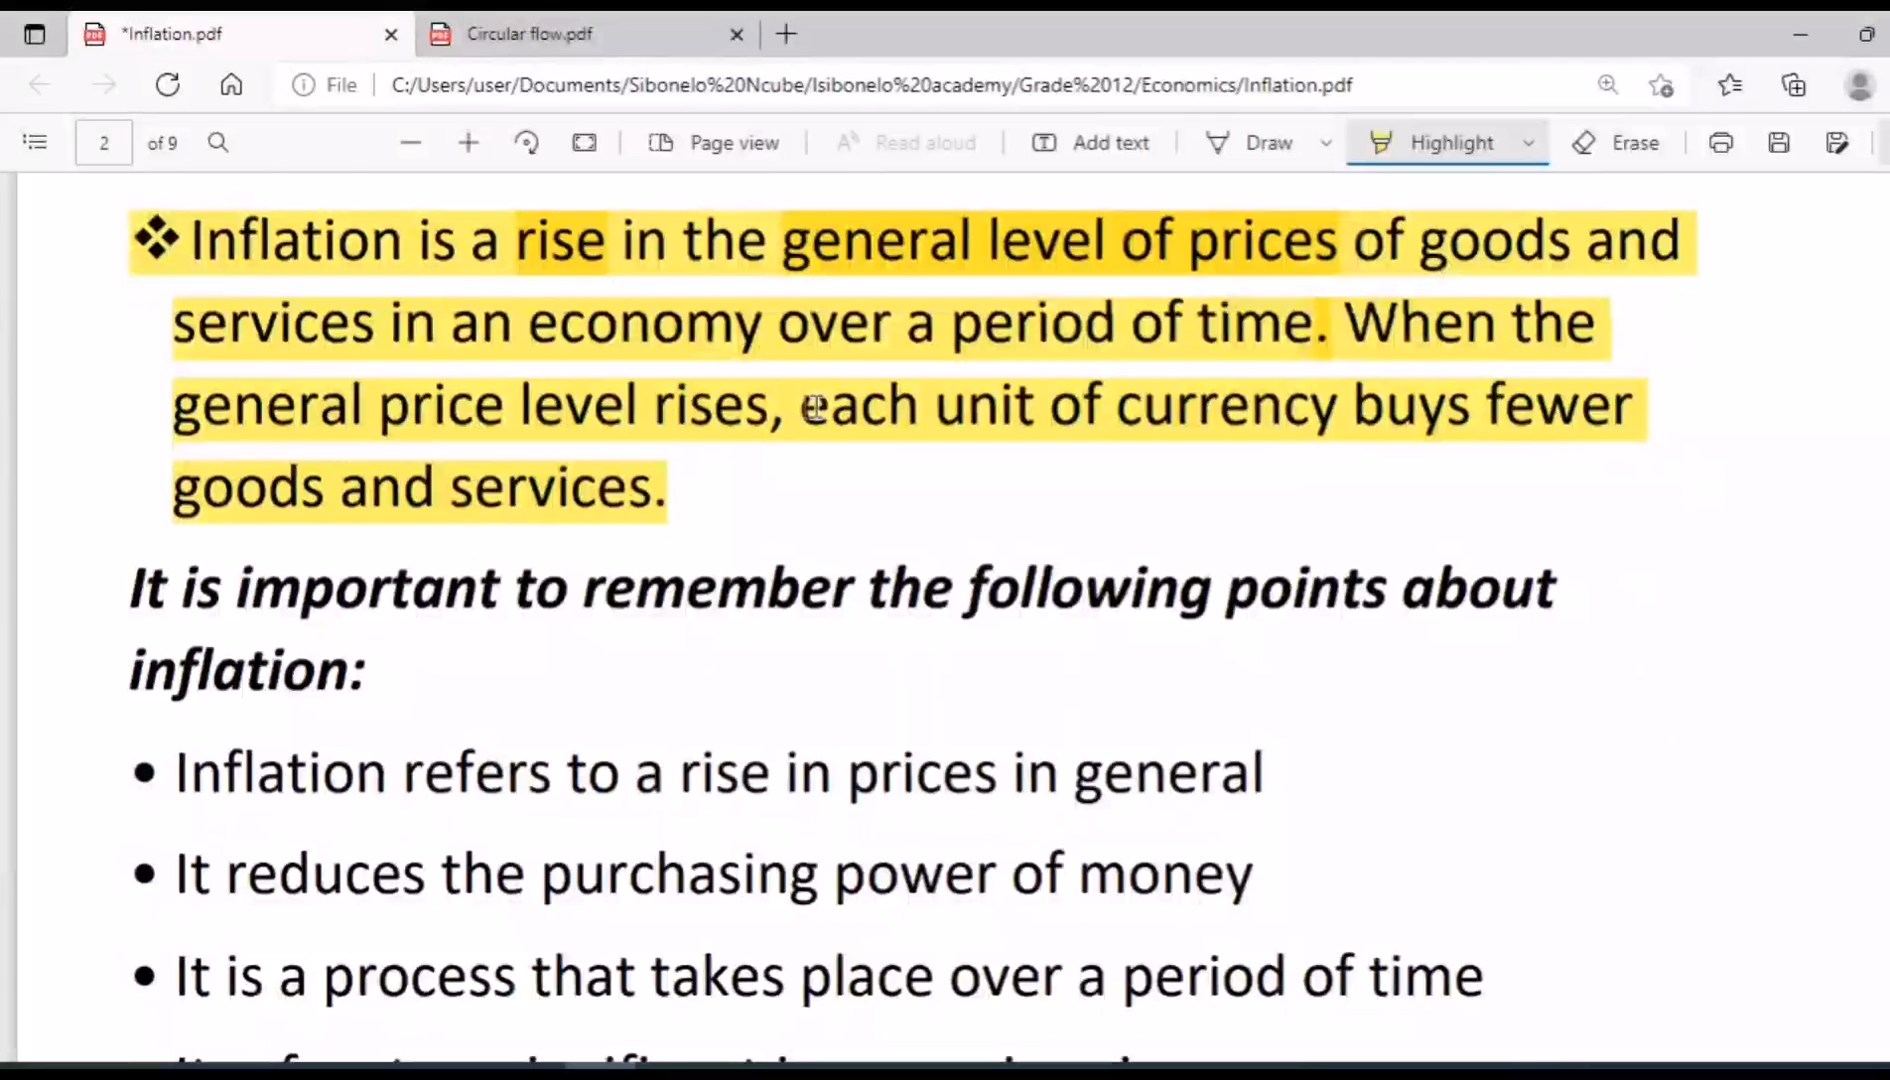 *Inflation.pdf
Circular flow.pdf
File
C:/Users/user/Documents/Sibonelo%20Ncube/Isibonelo%20academy/Grade%2012/Economics/Inflation.pdf
2 of 9
Page view
Read aloud
Add text
Draw
Highlight
Erase
Inflation is a rise in the general level of prices of goods and
services in an economy over a period of time. When the
general price level rises, each unit of currency buys fewer
goods and services.
It is important to remember the following points about
inflation:
• Inflation refers to a rise in prices in general
• It reduces the purchasing power of money
• It is a process that takes place over a period of time